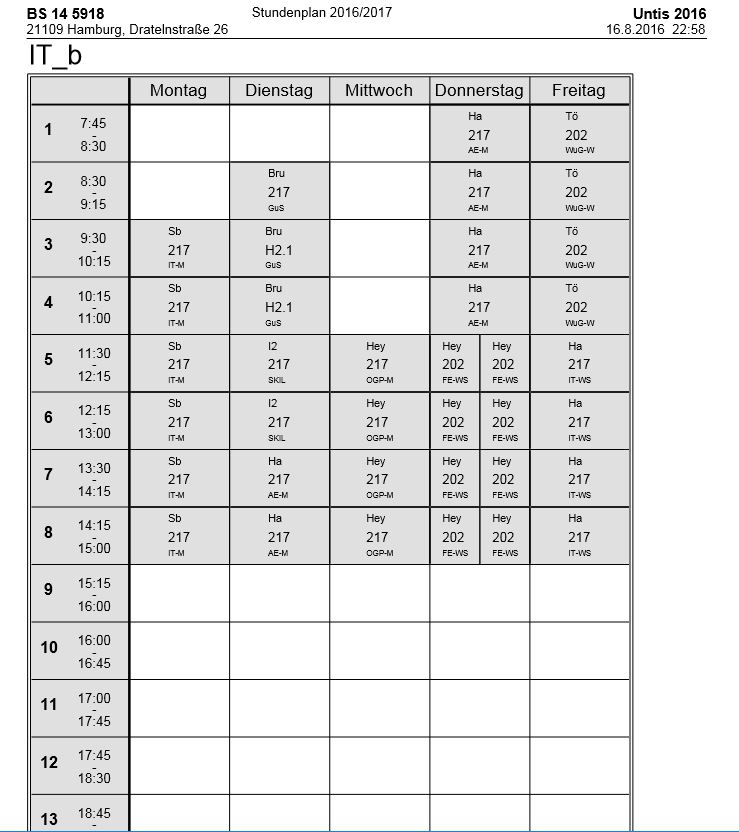 BS 14 5918 Stundenplan 2016/2017 Untis 2016
21109 Hamburg, Dratelnstraße 26 16.8.2016 22:58
IT_b
Montag Dienstag Mittwoch Donnerstag Freitag
1 7:45 - 8:30
Ha Tö
217 202
AE-M WuG-W
2 8:30 - 9:15
Bru Ha Tö
217 217 202
GuS AE-M WuG-W
3 9:30 - 10:15
Sb Bru Ha Tö
217 H2.1 217 202
IT-M GuS AE-M WuG-W
4 10:15 - 11:00
Sb Bru Ha Tö
217 H2.1 217 202
IT-M GuS AE-M WuG-W
5 11:30 - 12:15
Sb I2 Hey Hey Hey Ha
217 217 217 202 202 217
IT-M SKIL OGP-M FE-WS FE-WS IT-WS
6 12:15 - 13:00
Sb I2 Hey Hey Hey Ha
217 217 217 202 202 217
IT-M SKIL OGP-M FE-WS FE-WS IT-WS
7 13:30 - 14:15
Sb Ha Hey Hey Hey Ha
217 217 217 202 202 217
IT-M AE-M OGP-M FE-WS FE-WS IT-WS
8 14:15 - 15:00
Sb Ha Hey Hey Hey Ha
217 217 217 202 202 217
IT-M AE-M OGP-M FE-WS FE-WS IT-WS
9 15:15 - 16:00
10 16:00 - 16:45
11 17:00 - 17:45
12 17:45 - 18:30
13 18:45 -